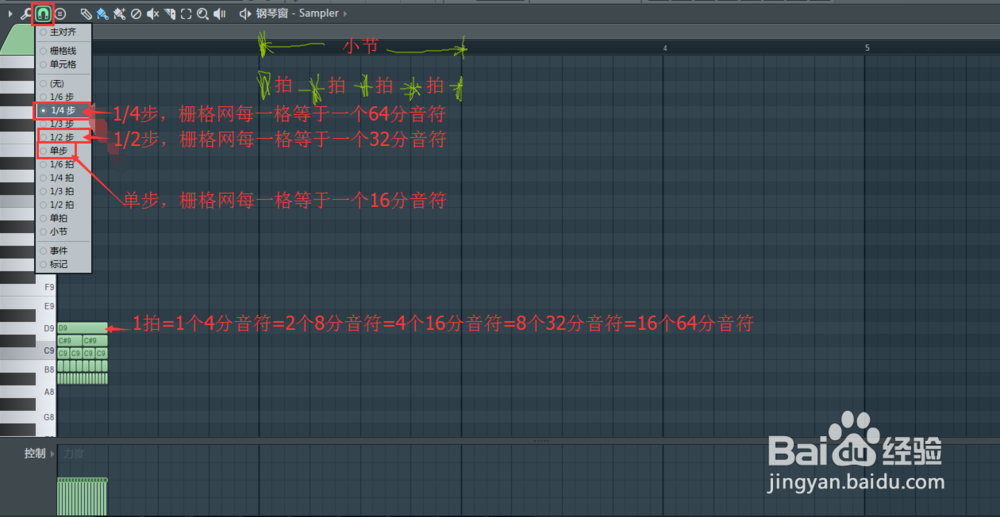 钢琴窗 - Sampler
主对齐
小节
4
5
栅格线
单元格
(无)
拍 拍 拍 拍
1/6 步
1/4 步
1/4步，栅格网每一格等于一个64分音符
1/3 步
1/2 步
1/2步，栅格网每一格等于一个32分音符
单步
1/6 拍
1/4 拍
1/3 拍
单步，栅格网每一格等于一个16分音符
1/2 拍
单拍
小节
事件
标记
F9
E9
D9
D9
1拍=1个4分音符=2个8分音符=4个16分音符=8个32分音符=16个64分音符
C#9 C#9
C9
C9 C9 C9 C9
B8
A8
G8
控制
力度
Baidu 经验
jingyan.baidu.com